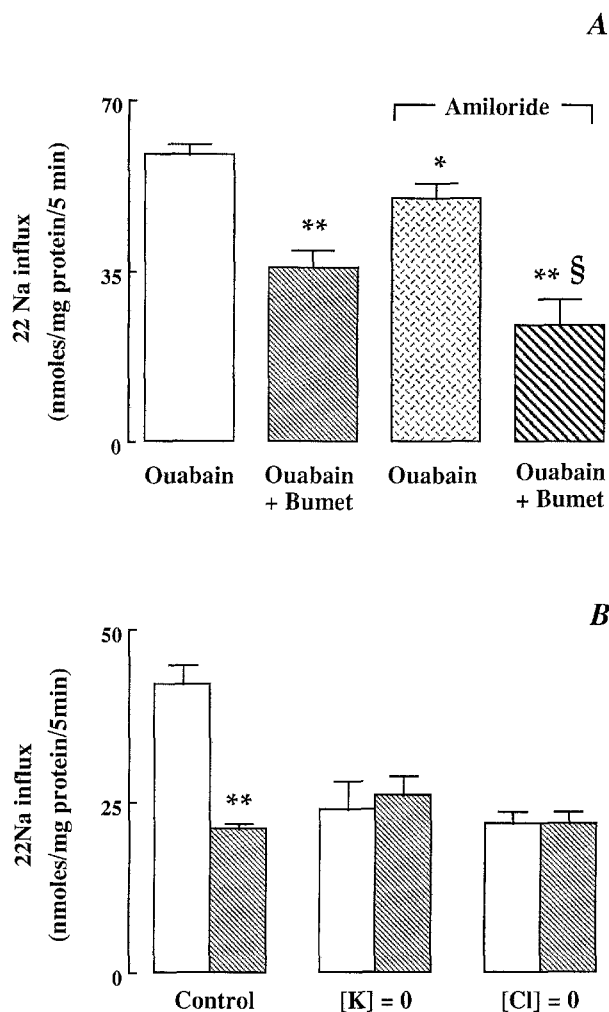 A
22 Na influx
(nmoles/mg protein/5 min)
70
35
0
Amiloride
**
*
** §
Ouabain
Ouabain
+ Bumet
Ouabain
Ouabain
+ Bumet
B
22Na influx
(nmoles/mg protein/5min)
50
25
0
**
Control
[K] = 0
[Cl] = 0